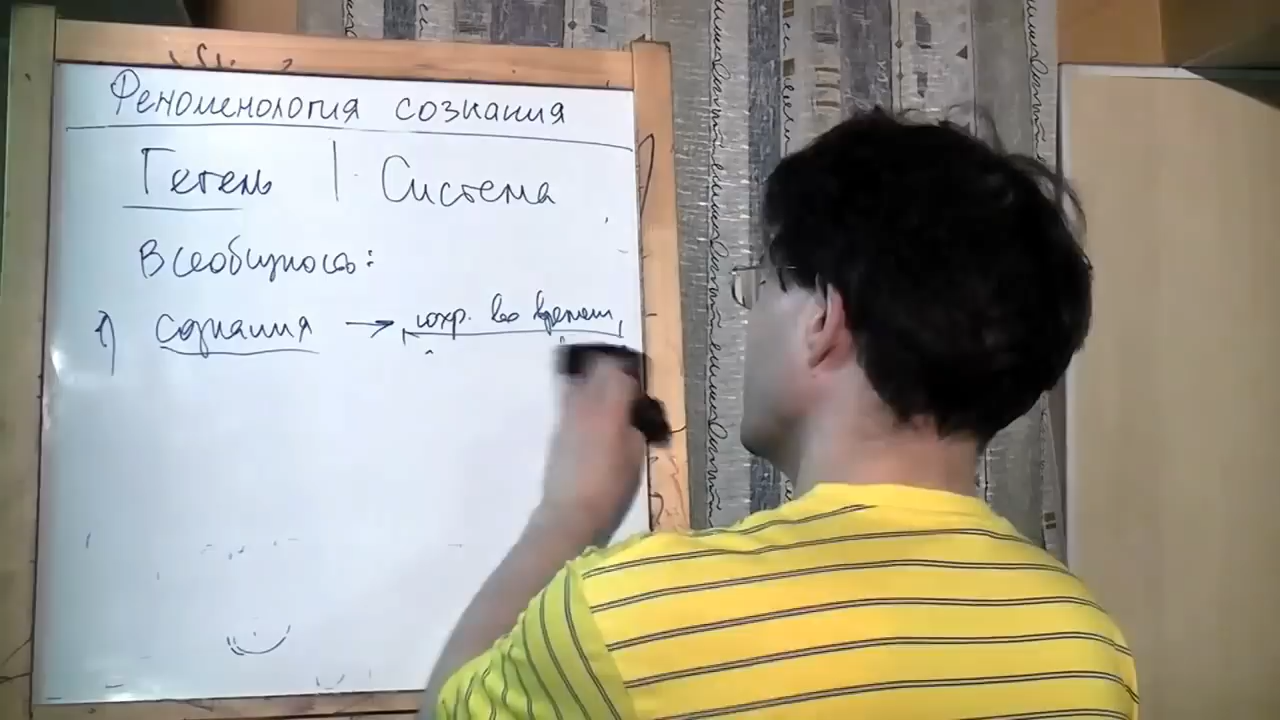 Феноменология сознания
Гегель | Система
Всеобщность:
1) сознания → сохр. во времени